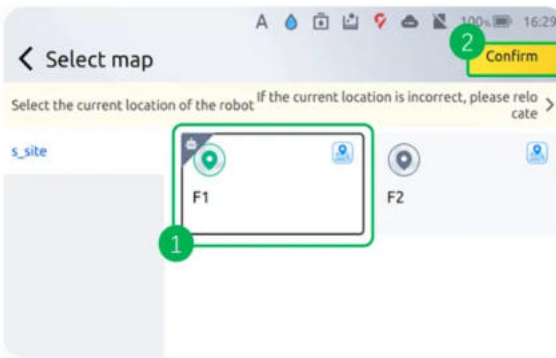 A 100% 16:29
Select map
2
Confirm
Select the current location of the robot
If the current location is incorrect, please relo
cate
s_site
F1
F2
1